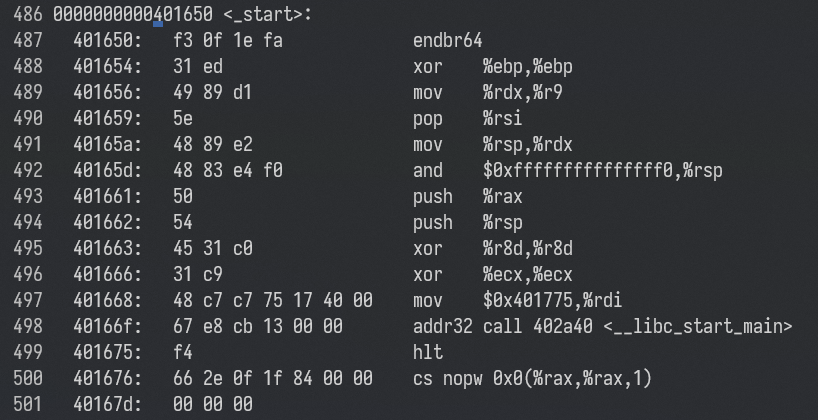 486 0000000000401650 <_start>:
487   401650:   f3 0f 1e fa             endbr64
488   401654:   31 ed                   xor    %ebp,%ebp
489   401656:   49 89 d1                mov    %rdx,%r9
490   401659:   5e                      pop    %rsi
491   40165a:   48 89 e2                mov    %rsp,%rdx
492   40165d:   48 83 e4 f0             and    $0xfffffffffffffff0,%rsp
493   401661:   50                      push   %rax
494   401662:   54                      push   %rsp
495   401663:   45 31 c0                xor    %r8d,%r8d
496   401666:   31 c9                   xor    %ecx,%ecx
497   401668:   48 c7 c7 75 17 40 00    mov    $0x401775,%rdi
498   40166f:   67 e8 cb 13 00 00       addr32 call 402a40 <__libc_start_main>
499   401675:   f4                      hlt
500   401676:   66 2e 0f 1f 84 00 00    cs nopw 0x0(%rax,%rax,1)
501   40167d:   00 00 00